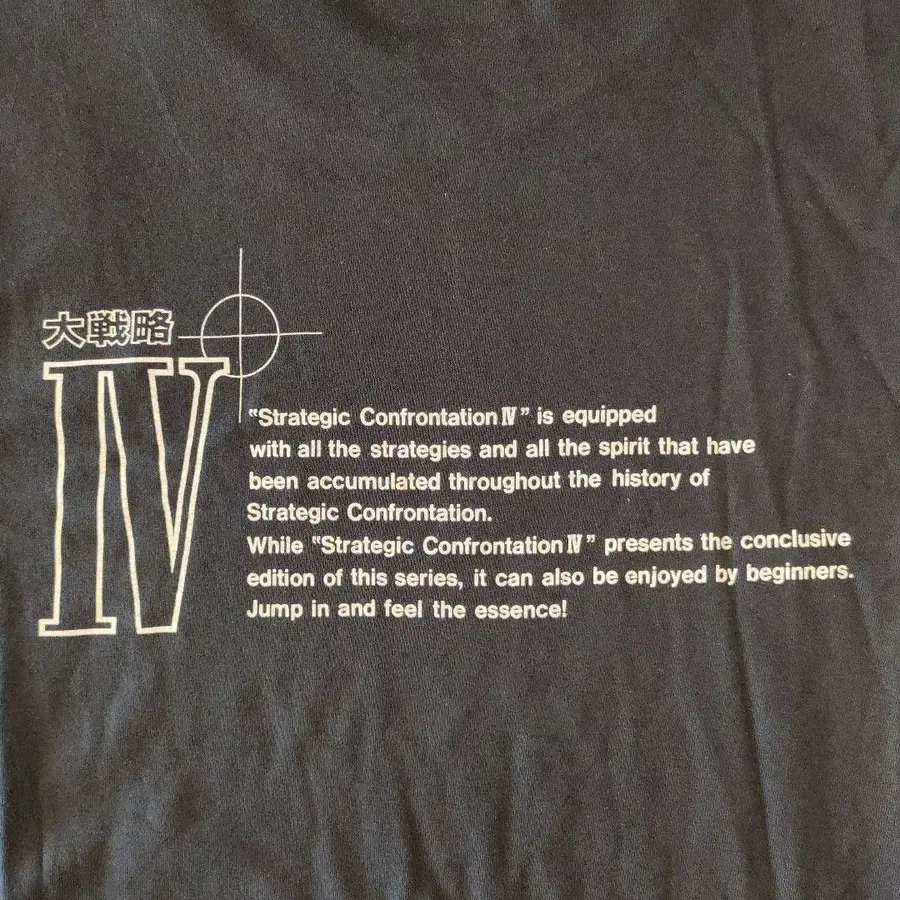 大戦略
IV
"Strategic Confrontation Ⅳ" is equipped
with all the strategies and all the spirit that have
been accumulated throughout the history of
Strategic Confrontation.
While "Strategic Confrontation Ⅳ" presents the conclusive
edition of this series, it can also be enjoyed by beginners.
Jump in and feel the essence!